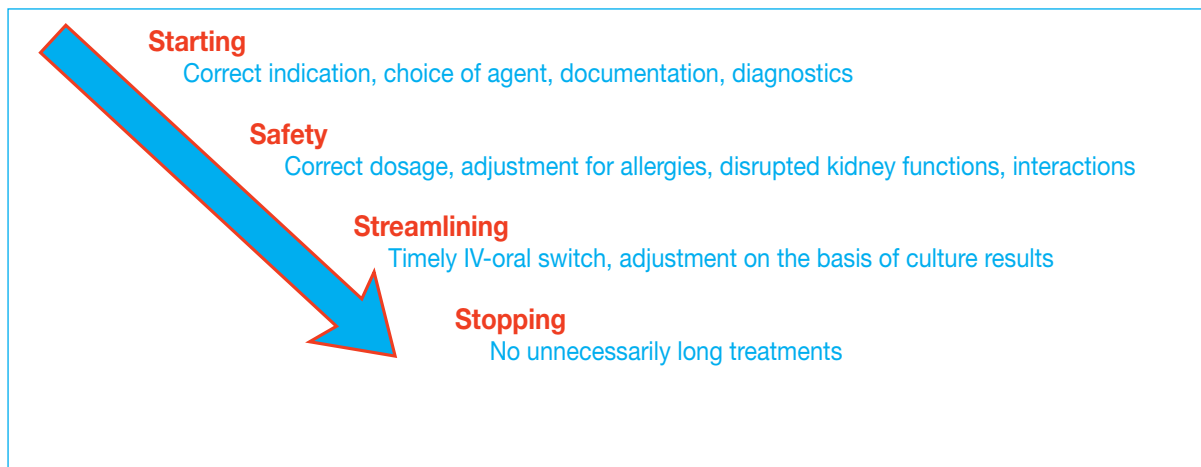 Starting
Correct indication, choice of agent, documentation, diagnostics
Safety
Correct dosage, adjustment for allergies, disrupted kidney functions, interactions
Streamlining
Timely IV-oral switch, adjustment on the basis of culture results
Stopping
No unnecessarily long treatments